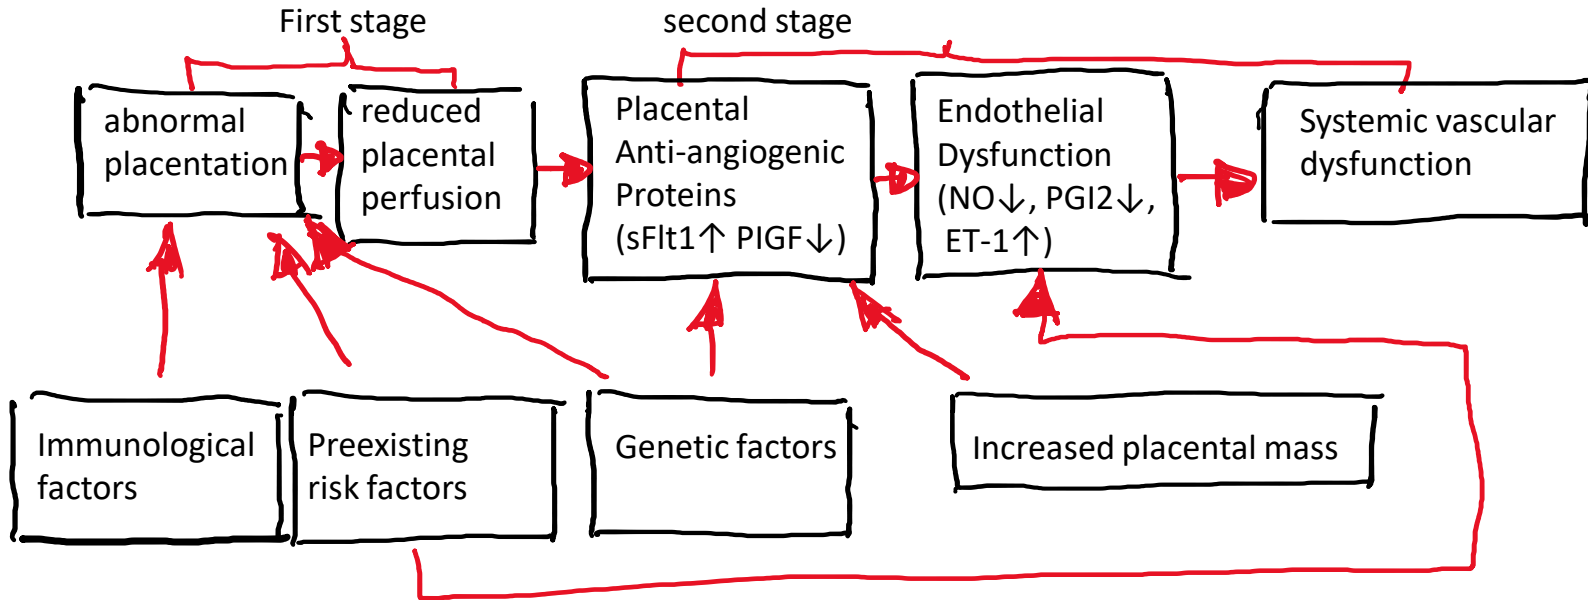 First stage
second stage
abnormal
placentation
reduced
placental
perfusion
Placental
Anti-angiogenic
Proteins
(sFlt1↑ PIGF↓)
Endothelial
Dysfunction
(NO↓, PGI2↓,
ET-1↑)
Systemic vascular
dysfunction
Immunological
factors
Preexisting
risk factors
Genetic factors
Increased placental mass